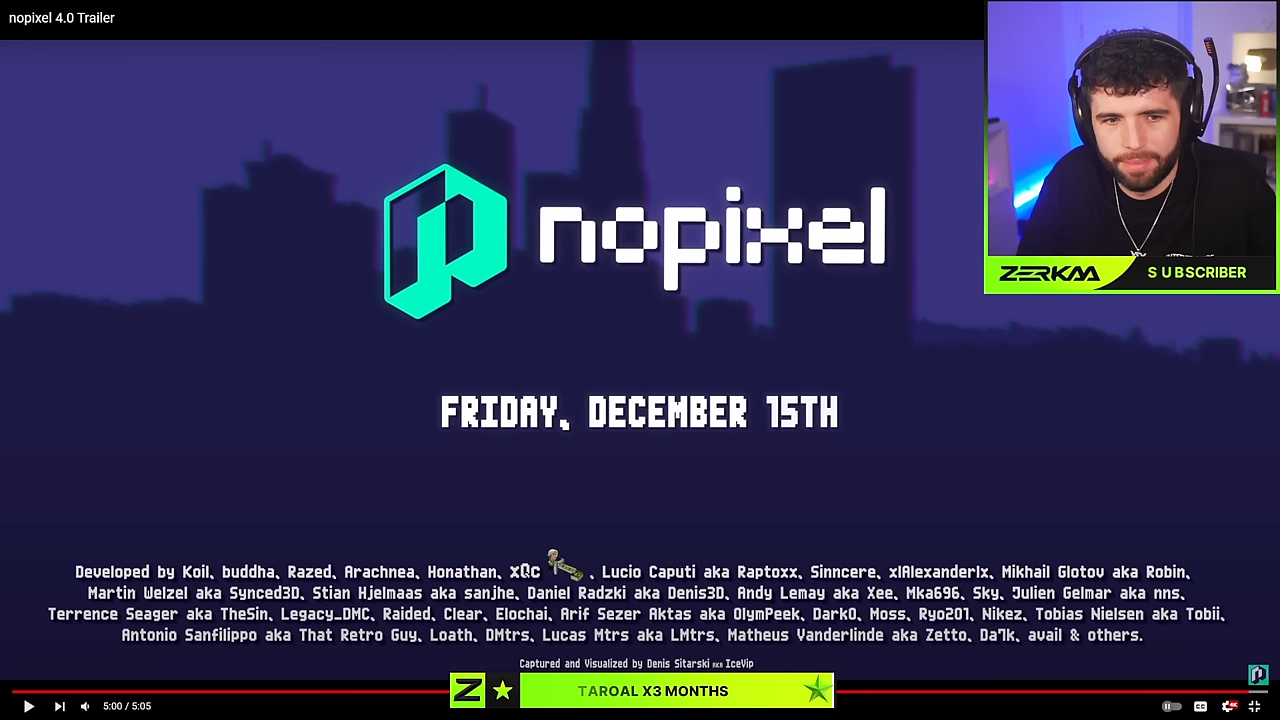 nopixel 4.0 Trailer
nopixel
ZERKAA
SUBSCRIBER
FRIDAY, DECEMBER 15TH
Developed by Koil, buddha, Razed, Arachnea, Honathan, xQc , Lucio Caputi aka Raptoxx, Sinncere, xIAlexanderIx, Mikhail Glotov aka Robin,
Martin Welzel aka Synced3D, Stian Hjelmaas aka sanjhe, Daniel Radzki aka Denis3D, Andy Lemay aka Xee, Mka696, Sky, Julien Gelmar aka nns,
Terrence Seager aka TheSin, Legacy_DMC, Raided, Clear, Elochai, Arif Sezer Aktas aka OlymPeek, Dark0, Moss, Ryo201, Nikez, Tobias Nielsen aka Tobii,
Antonio Sanfilippo aka That Retro Guy, Loath, DMtrs, Lucas Mtrs aka LMtrs, Matheus Vanderlinde aka Zetto, Da7k, avail & others.
Captured and Visualized by Denis Sitarski AKA IceVip
Z TAROAL X3 MONTHS
5:00 / 5:05
CC